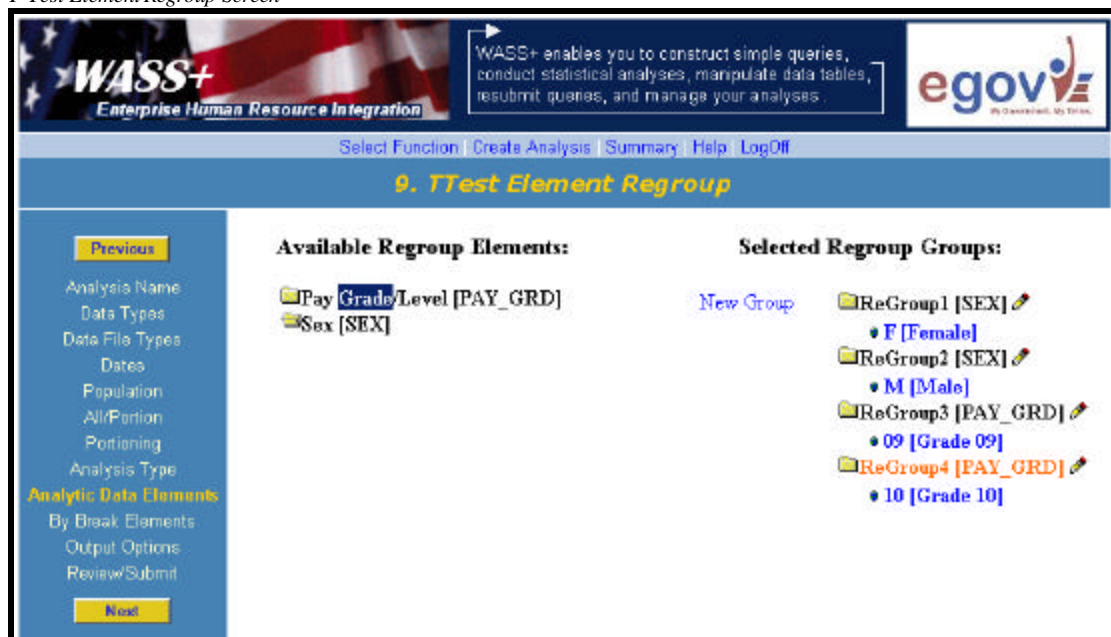 T-Test Element Regroup Screen
WASS+
Enterprise Human Resource Integration
WASS+ enables you to construct simple queries,
conduct statistical analyses, manipulate data tables,
resubmit queries, and manage your analyses.
egov
My Government. My Terms.
Select Function | Create Analysis | Summary | Help | LogOff
9. TTest Element Regroup
Previous
Analysis Name
Data Types
Data File Types
Dates
Population
All/Portion
Portioning
Analysis Type
Analytic Data Elements
By Break Elements
Output Options
Review/Submit
Next
Available Regroup Elements:
Pay Grade/Level [PAY_GRD]
Sex [SEX]
Selected Regroup Groups:
New Group
ReGroup1 [SEX]
F [Female]
ReGroup2 [SEX]
M [Male]
ReGroup3 [PAY_GRD]
09 [Grade 09]
ReGroup4 [PAY_GRD]
10 [Grade 10]